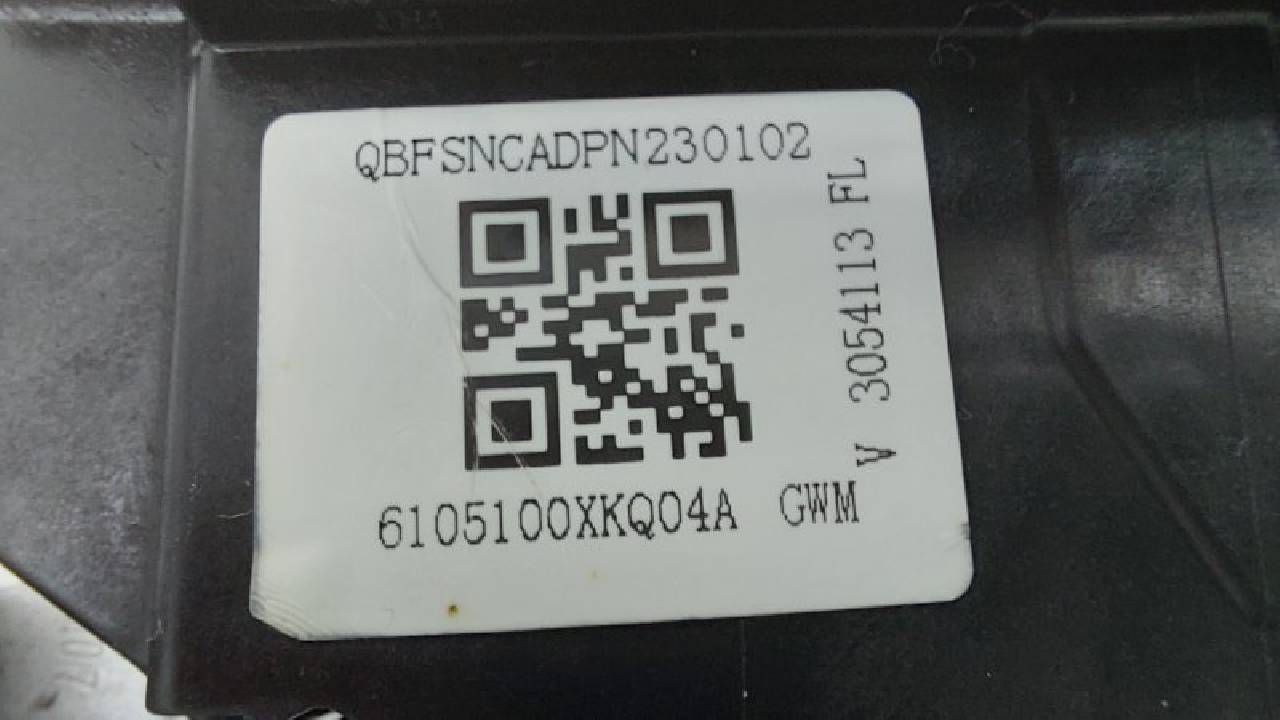 QBFSNCADPN230102
V 3054113 FL
6105100XKQ04A GWM